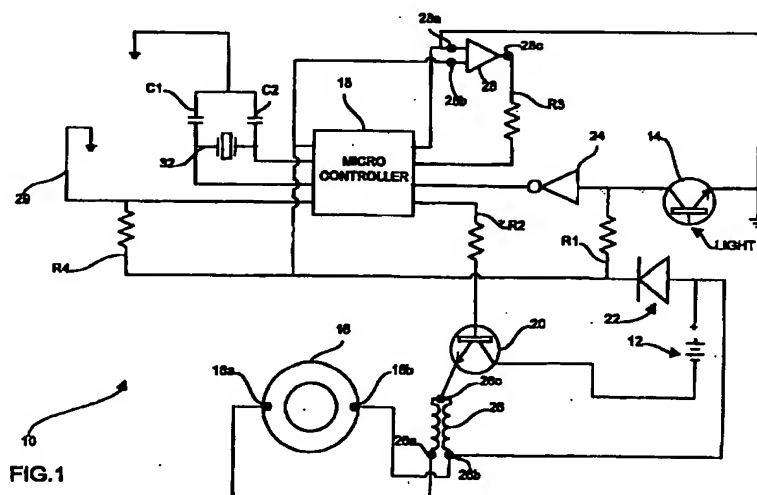 28a
28c
C1
C2
18
28b
28
R3
32
MICRO
CONTROLLER
24
14
29
R2
R1
LIGHT
R4
22
20
12
16
16a
16b
26c
26
26a
26b
10
FIG.1